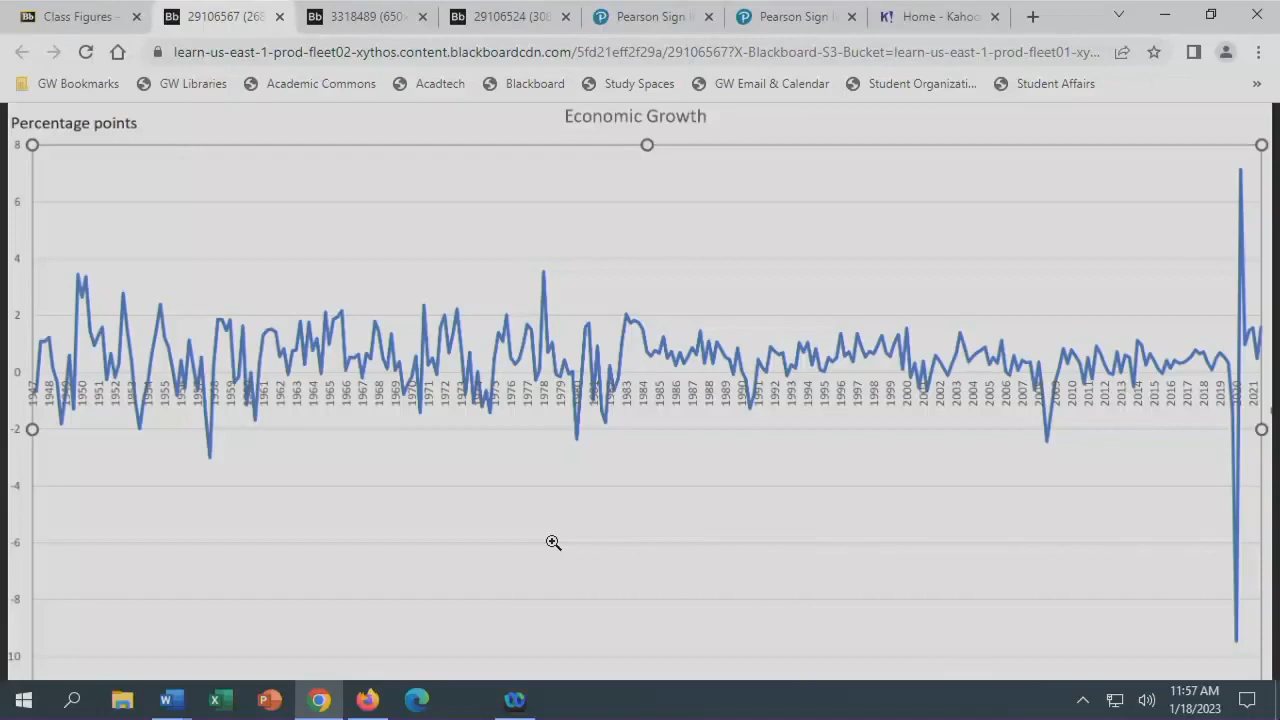 Class Figures –
29106567 (268
3318489 (650×
29106524 (308
Pearson Sign I
Pearson Sign I
Home - Kahoo
learn-us-east-1-prod-fleet02-xythos.content.blackboardcdn.com/5fd21eff2f29a/29106567?X-Blackboard-S3-Bucket=learn-us-east-1-prod-fleet01-xy...
GW Bookmarks
GW Libraries
Academic Commons
Acadtech
Blackboard
Study Spaces
GW Email & Calendar
Student Organizati...
Student Affairs
»
Economic Growth
Percentage points
8
6
4
2
0
-2
-4
-6
-8
10
1948 1950 1951 1952 1954 1955 1958 1961 1962 1963 1964 1965 1966 1967 1968 1969 1970 1971 1972 1973 1975 1976 1977 1978 1979 1983 1984 1985 1986 1987 1988 1989 1990 1991 1992 1993 1994 1995 1996 1997 1998 1999 2000 2001 2002 2003 2004 2005 2006 2007 2008 2010 2011 2012 2013 2014 2015 2016 2017 2018 2019 2020 2021
11:57 AM
1/18/2023